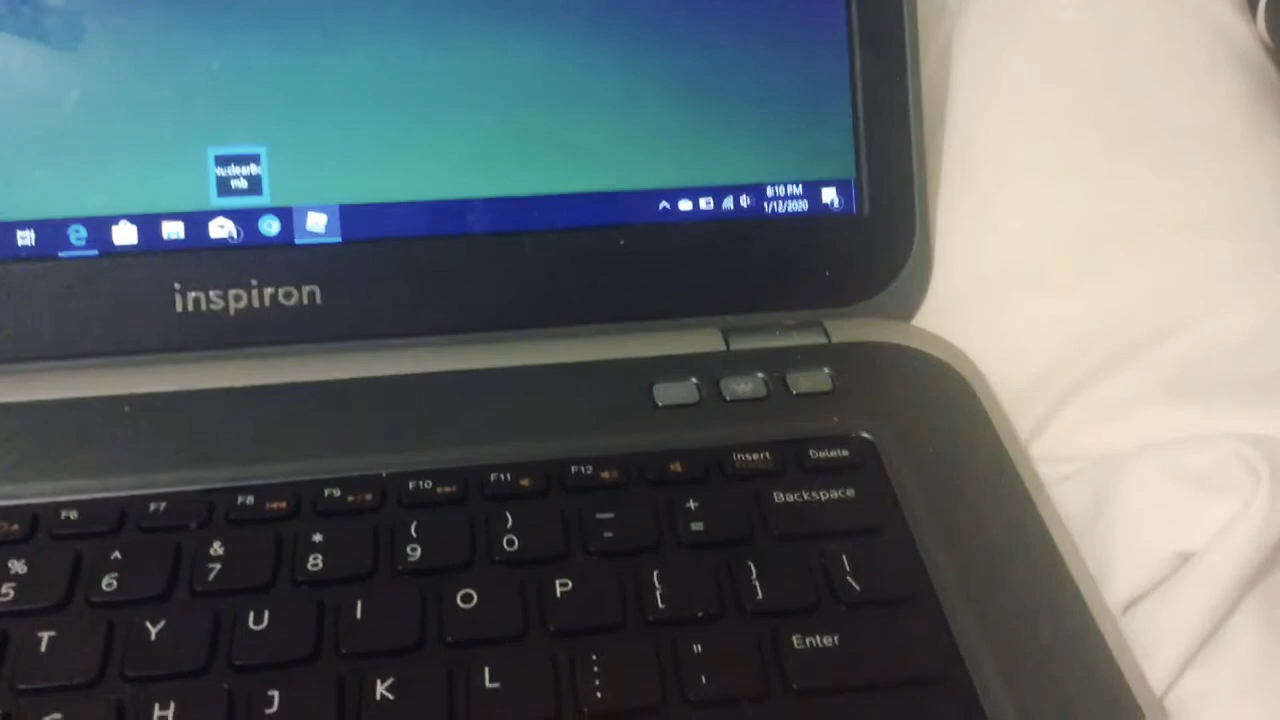 8:10 PM
1/12/2020
inspiron
Insert
Delete
F6
F7
F8
F9
F10
F11
F12
Backspace
%
5
^
6
&
7
*
8
(
9
)
0
-
+
=
T
Y
U
I
O
P
{
[
}
]
|
\
H
J
K
L
:
;
"
'
Enter